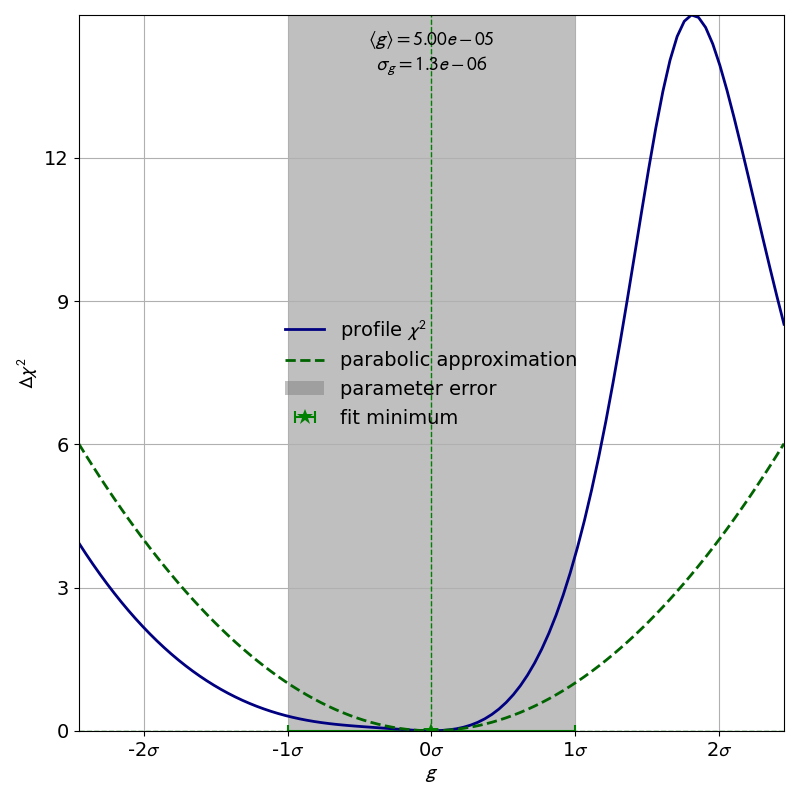 ⟨g⟩ = 5.00e−05
σg = 1.3e−06
12
9
6
3
0
Δχ²
profile χ²
parabolic approximation
parameter error
fit minimum
-2σ -1σ 0σ 1σ 2σ
g